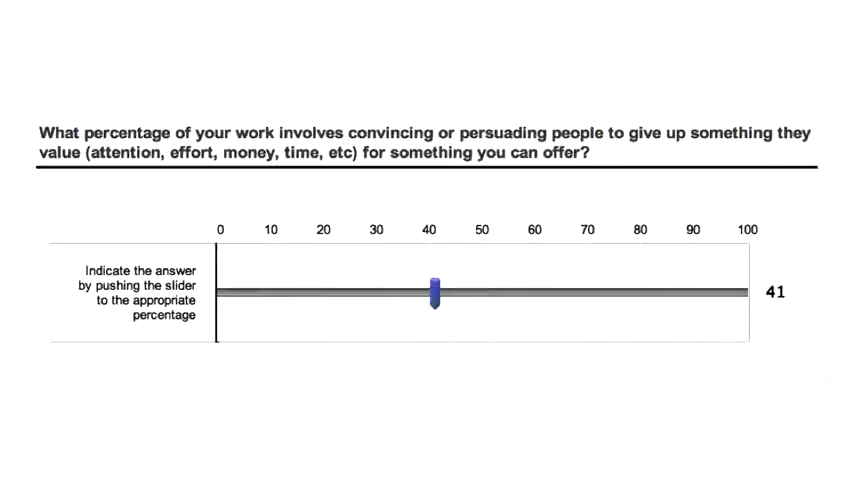 What percentage of your work involves convincing or persuading people to give up something they
value (attention, effort, money, time, etc) for something you can offer?
0 10 20 30 40 50 60 70 80 90 100
Indicate the answer
by pushing the slider
to the appropriate
percentage
41